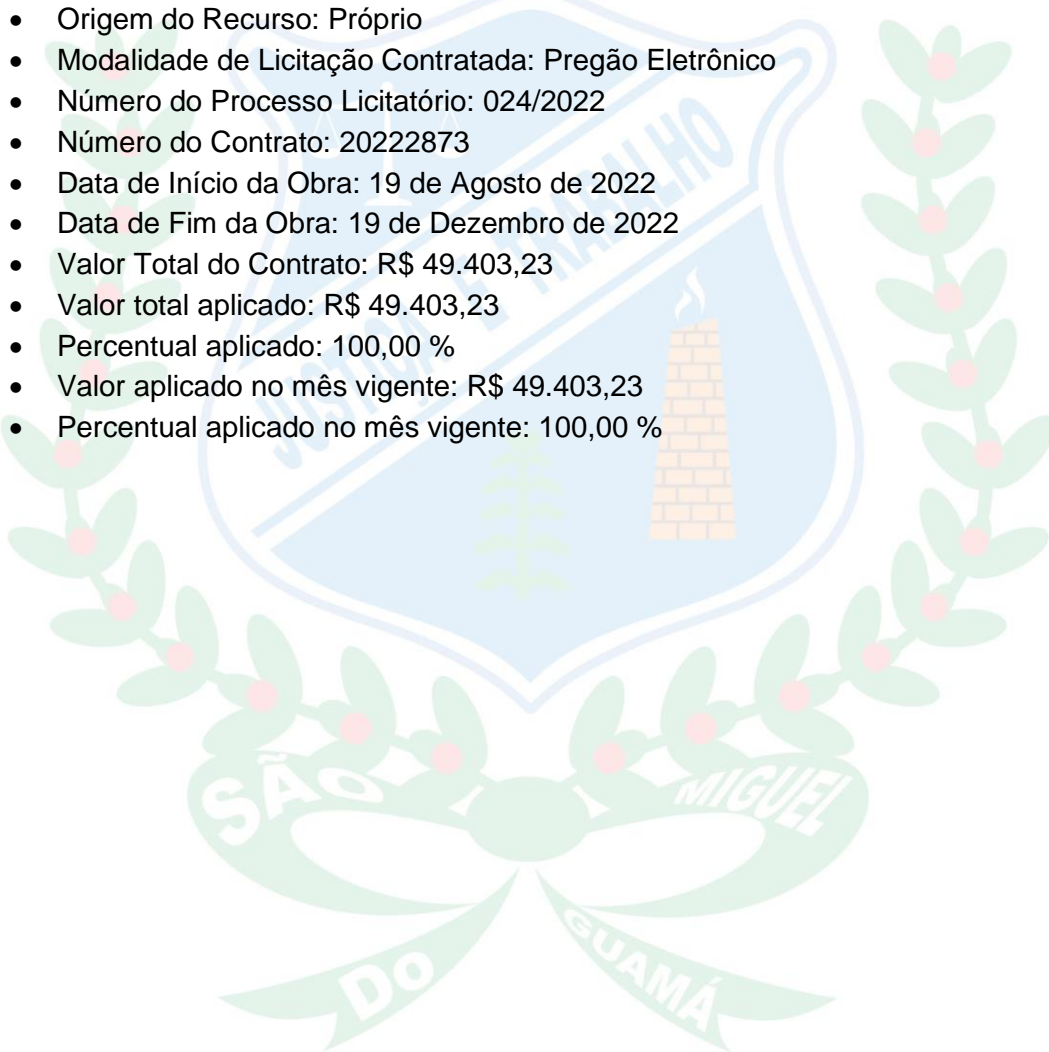 • Origem do Recurso: Próprio
• Modalidade de Licitação Contratada: Pregão Eletrônico
• Número do Processo Licitatório: 024/2022
• Número do Contrato: 20222873
• Data de Início da Obra: 19 de Agosto de 2022
• Data de Fim da Obra: 19 de Dezembro de 2022
• Valor Total do Contrato: R$ 49.403,23
• Valor total aplicado: R$ 49.403,23
• Percentual aplicado: 100,00 %
• Valor aplicado no mês vigente: R$ 49.403,23
• Percentual aplicado no mês vigente: 100,00 %
JUSTIÇA E TRABALHO
SÃO MIGUEL
DO GUAMÁ